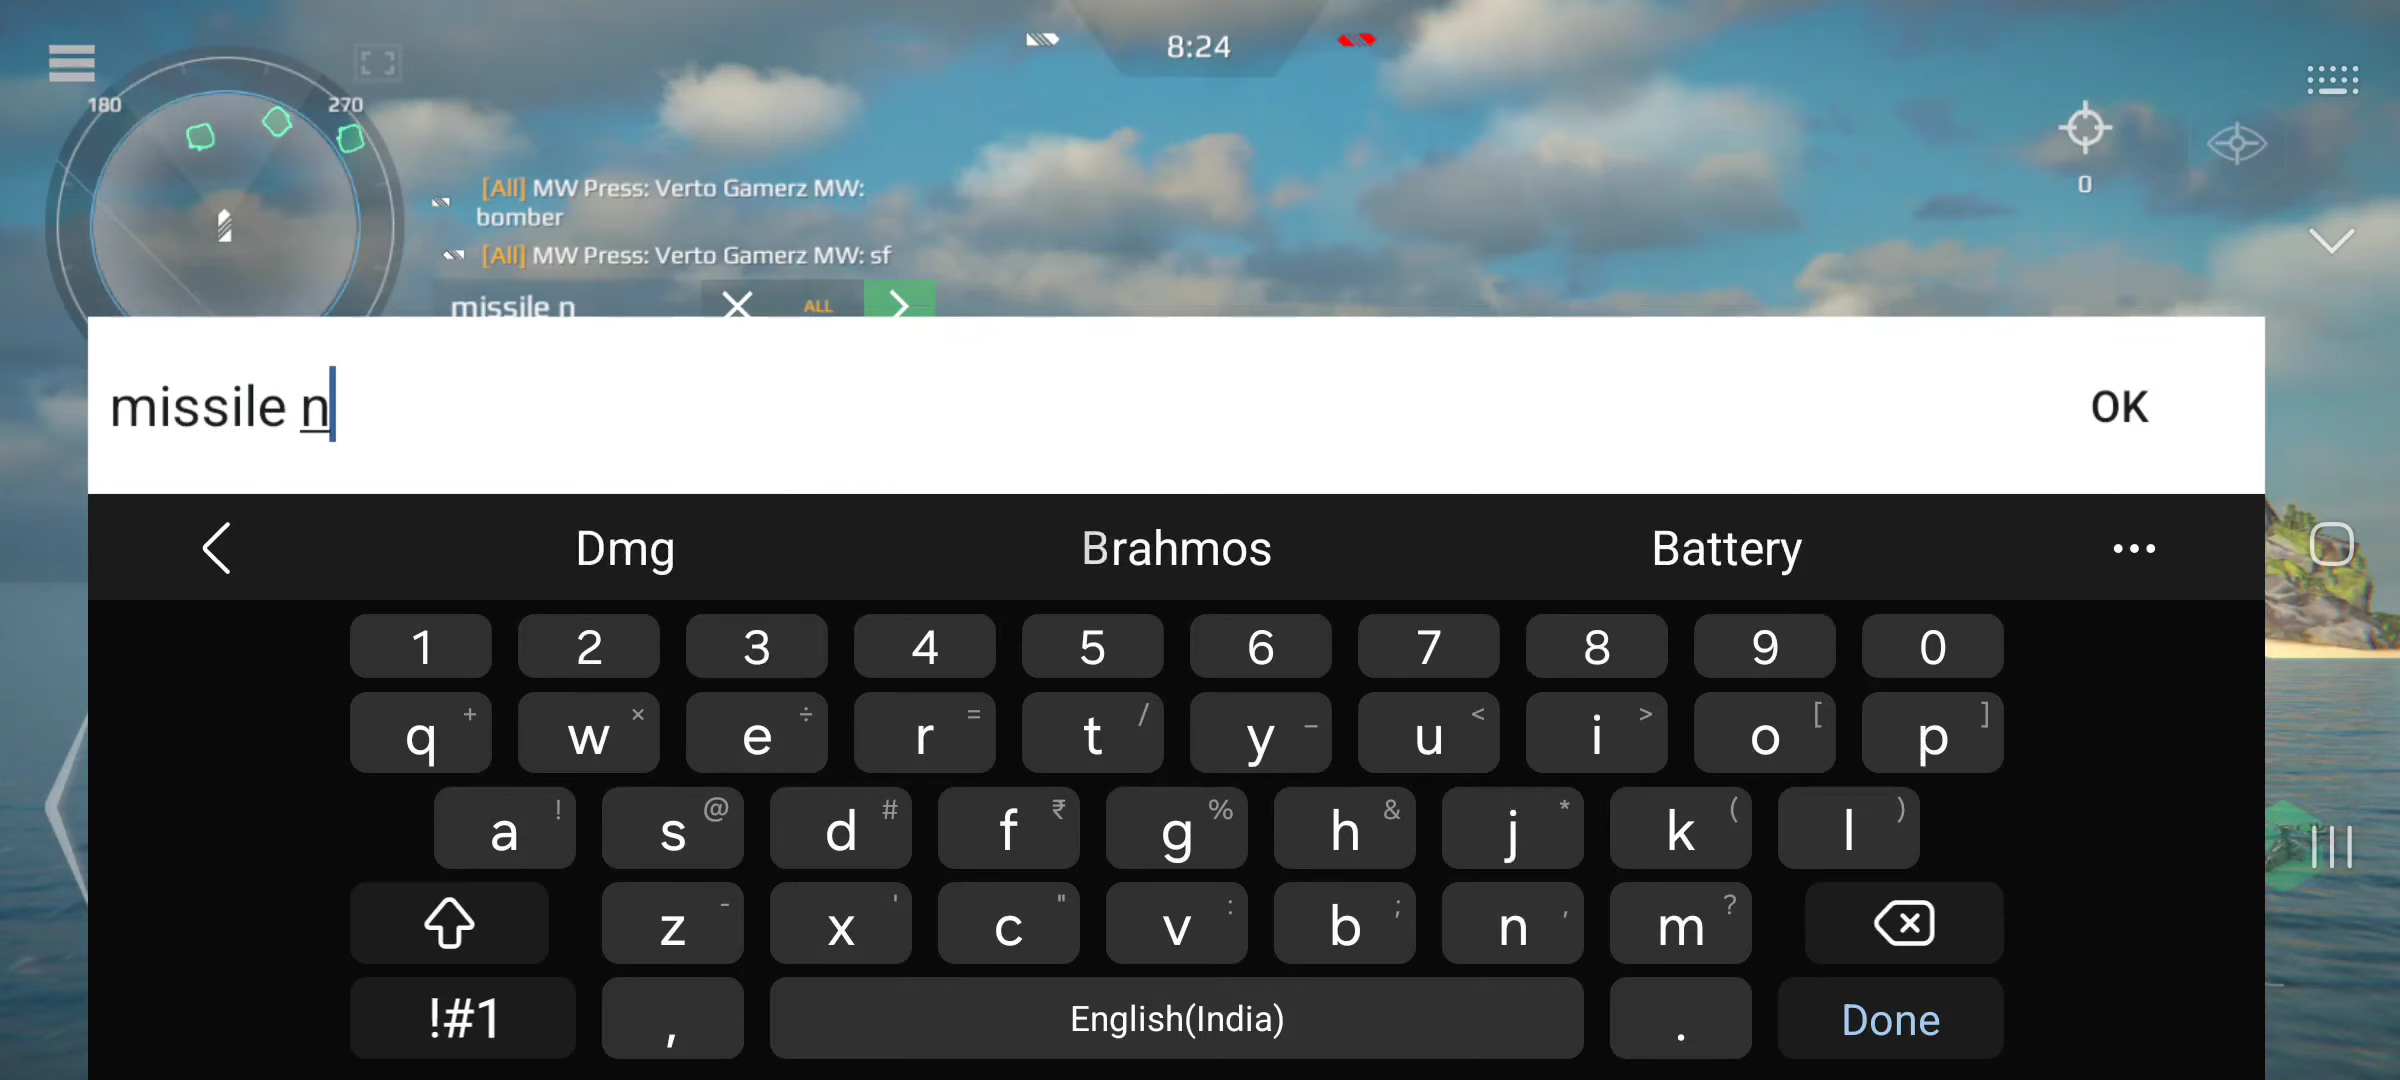 8:24
180
270
0
[All] MW Press: Verto Gamerz MW:
bomber
[All] MW Press: Verto Gamerz MW: sf
missile n
ALL
missile n
OK
Dmg
Brahmos
Battery
1 2 3 4 5 6 7 8 9 0
q + w × e ÷ r = t / y _ u < i > o [ p ]
a ! s @ d # f ₹ g % h & j * k ( l )
z - x ' c " v : b ; n , m ?
!#1 , English(India) . Done